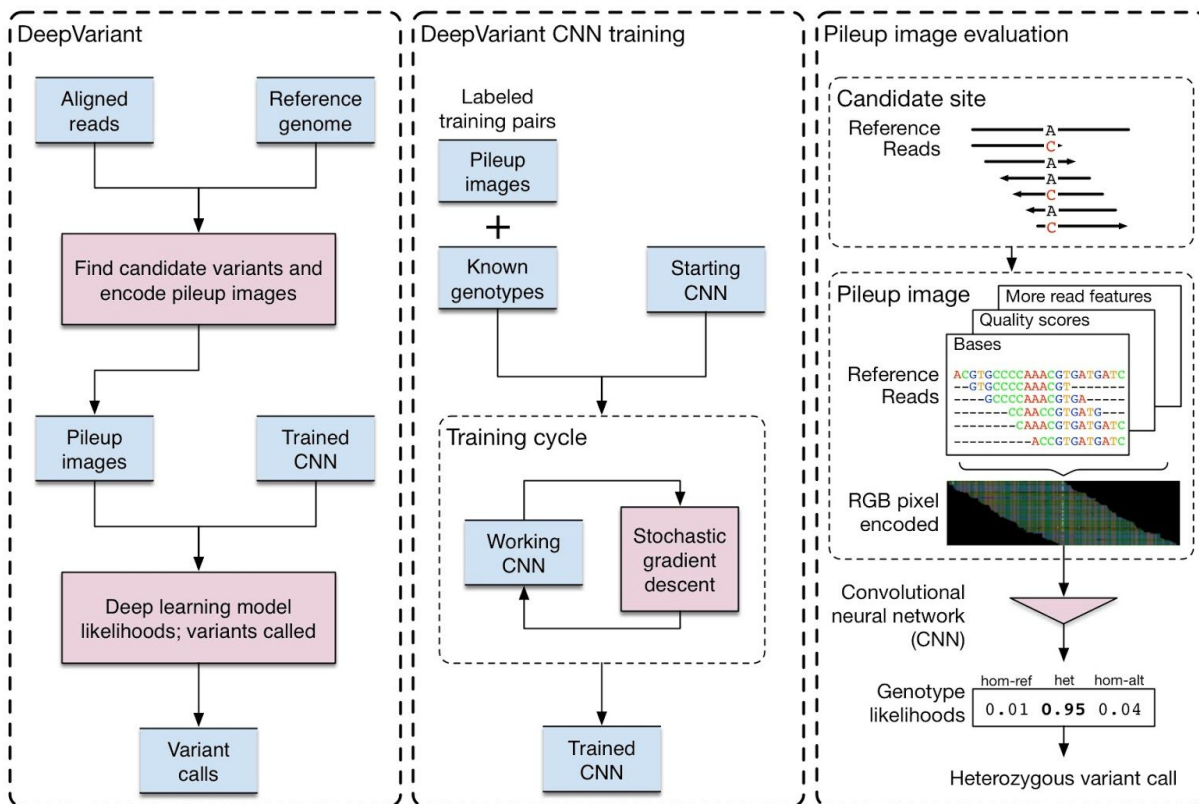 DeepVariant
Aligned
reads
Reference
genome
Find candidate variants and
encode pileup images
Pileup
images
Trained
CNN
Deep learning model
likelihoods; variants called
Variant
calls
DeepVariant CNN training
Labeled
training pairs
Pileup
images
+
Known
genotypes
Starting
CNN
Training cycle
Working
CNN
Stochastic
gradient
descent
Trained
CNN
Pileup image evaluation
Candidate site
Reference
Reads
A
C
A
A
C
A
C
Pileup image
More read features
Quality scores
Bases
Reference
Reads
ACGTGCCCCAAACGTGATGATC
--GTGCCCCAAACGT-------
----GCCCCAAACGTGA-----
-------CCAACCGTGATG---
--------CAAACGTGATGATC
----------ACCGTGATGATC
RGB pixel
encoded
Convolutional
neural network
(CNN)
Genotype
likelihoods
hom-ref het hom-alt
0.01 0.95 0.04
Heterozygous variant call